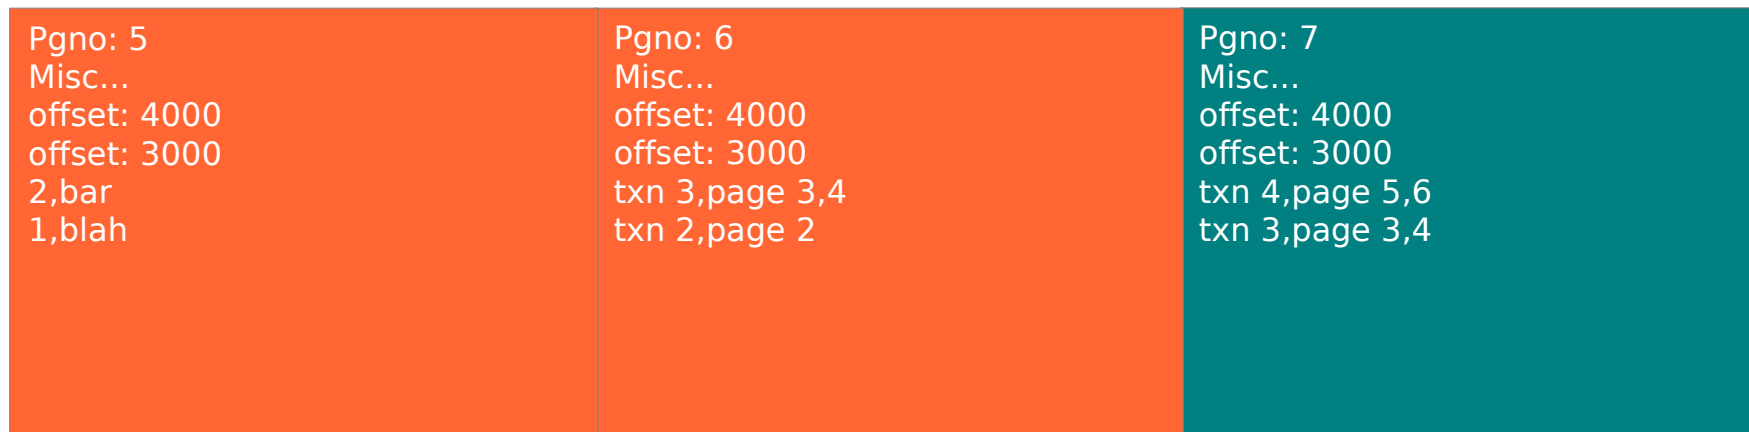 Pgno: 5
Misc...
offset: 4000
offset: 3000
2,bar
1,blah
Pgno: 6
Misc...
offset: 4000
offset: 3000
txn 3,page 3,4
txn 2,page 2
Pgno: 7
Misc...
offset: 4000
offset: 3000
txn 4,page 5,6
txn 3,page 3,4